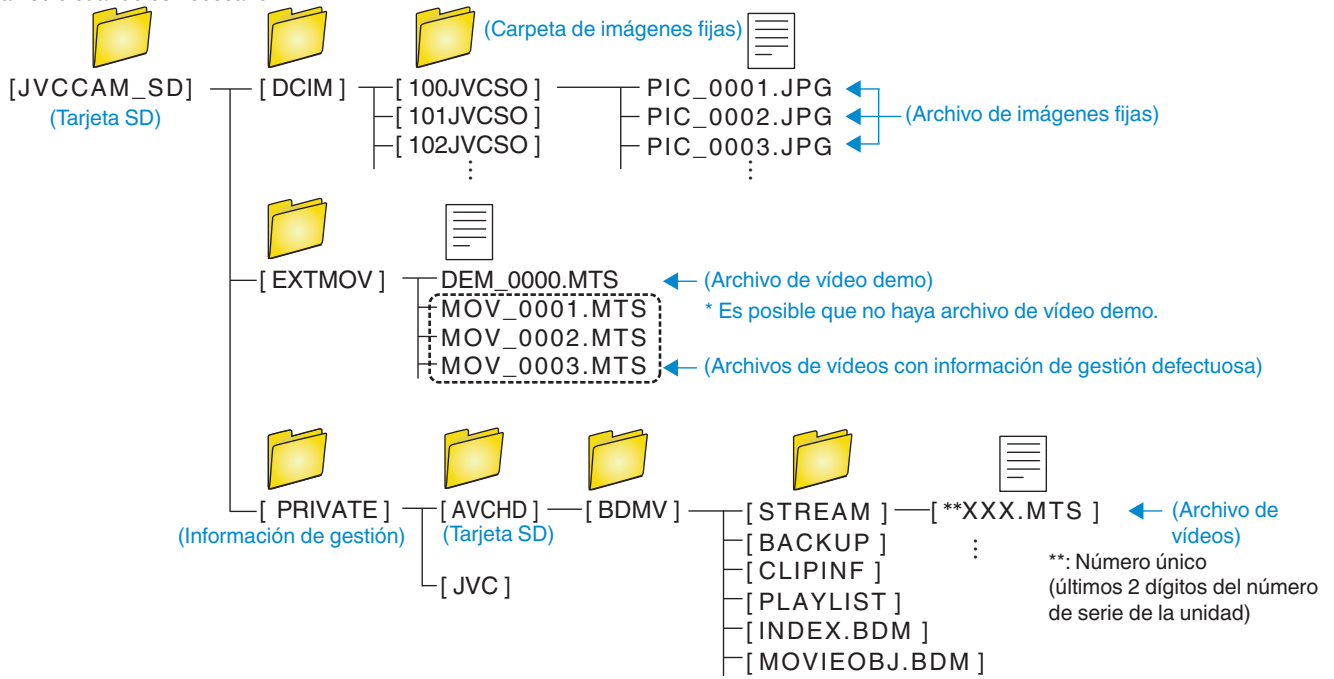 (Carpeta de imágenes fijas)
[JVCCAM_SD]
(Tarjeta SD)
[ DCIM ]
[ 100JVCSO ]
[ 101JVCSO ]
[ 102JVCSO ]
PIC_0001.JPG
PIC_0002.JPG
PIC_0003.JPG
(Archivo de imágenes fijas)
[ EXTMOV ]
DEM_0000.MTS
(Archivo de vídeo demo)
* Es posible que no haya archivo de vídeo demo.
MOV_0001.MTS
MOV_0002.MTS
MOV_0003.MTS
(Archivos de vídeos con información de gestión defectuosa)
[ PRIVATE ]
(Información de gestión)
[ AVCHD ]
(Tarjeta SD)
[ JVC ]
[ BDMV ]
[ STREAM ]
[ BACKUP ]
[ CLIPINF ]
[ PLAYLIST ]
[ INDEX.BDM ]
[ MOVIEOBJ.BDM ]
[ **XXX.MTS ]
(Archivo de
vídeos)
**: Número único
(últimos 2 dígitos del número
de serie de la unidad)